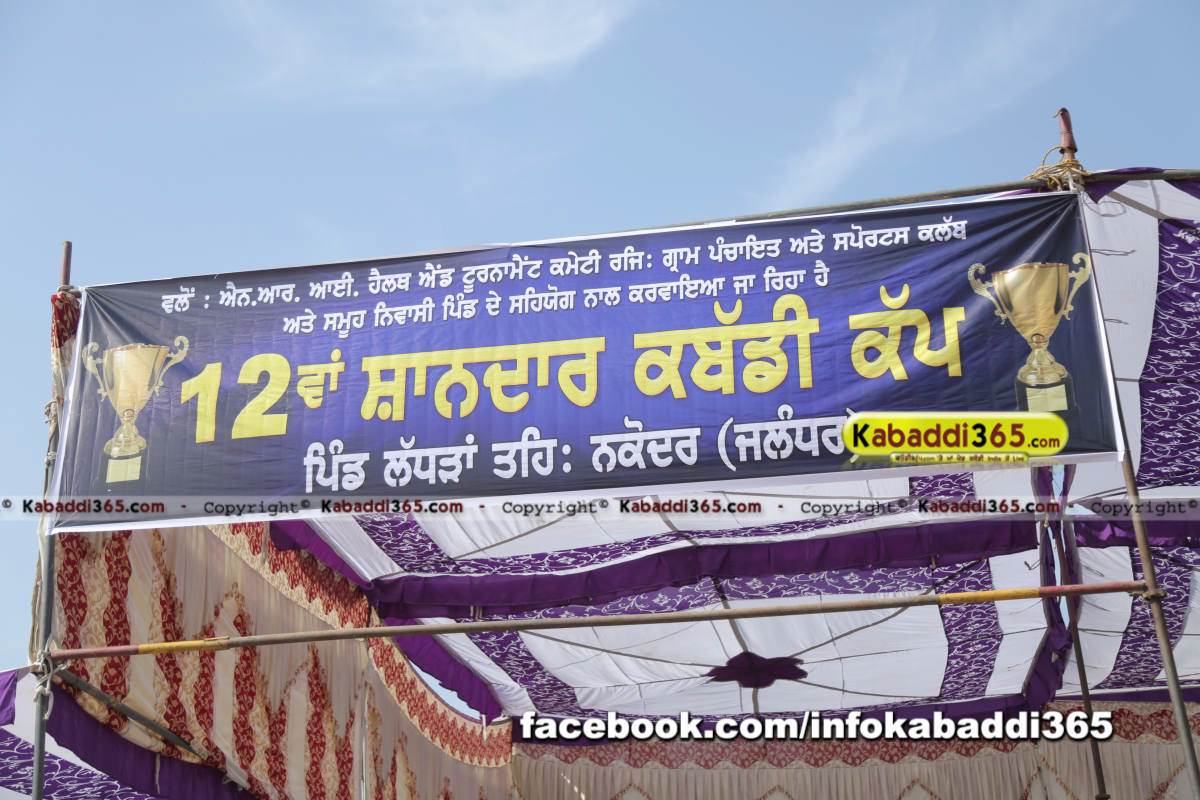 ਵਲੋਂ : ਐਨ.ਆਰ. ਆਈ. ਹੈਲਥ ਐਂਡ ਟੂਰਨਾਮੈਂਟ ਕਮੇਟੀ ਰਜਿ: ਗ੍ਰਾਮ ਪੰਚਾਇਤ ਅਤੇ ਸਪੋਰਟਸ ਕਲੱਬ
ਅਤੇ ਸਮੂਹ ਨਿਵਾਸੀ ਪਿੰਡ ਦੇ ਸਹਿਯੋਗ ਨਾਲ ਕਰਵਾਇਆ ਜਾ ਰਿਹਾ ਹੈ
12ਵਾਂ ਸ਼ਾਨਦਾਰ ਕਬੱਡੀ ਕੱਪ
ਪਿੰਡ ਲੱਧੜਾਂ ਤਹਿ: ਨਕੋਦਰ (ਜਲੰਧਰ)
Kabaddi365.com
© Kabaddi365.com - Copyright© Kabaddi365.com - Copyright© Kabaddi365.com - Copyright© Kabaddi365.com - Copyright©
facebook.com/infokabaddi365